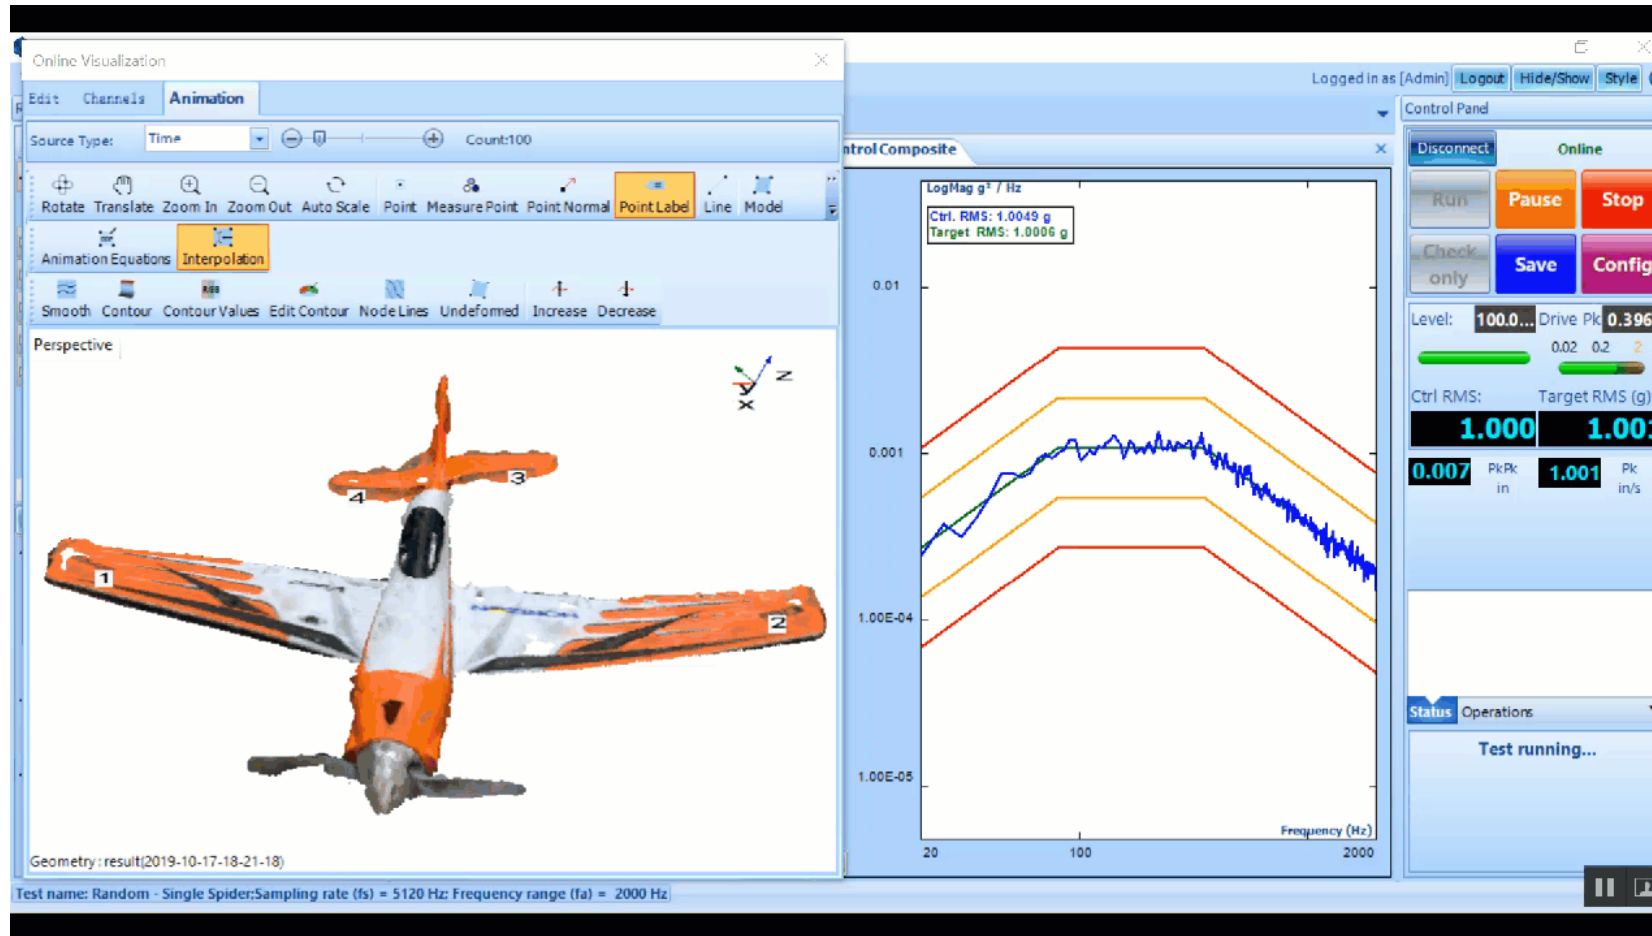 Online Visualization
Logged in as [Admin] Logout Hide/Show Style
Edit Channels Animation
Control Panel
Source Type: Time Count:100
ntrol Composite
Disconnect Online
Rotate Translate Zoom In Zoom Out Auto Scale Point Measure Point Point Normal Point Label Line Model
Run Pause Stop
Animation Equations Interpolation
Check only Save Config
Smooth Contour Contour Values Edit Contour Node Lines Undeformed Increase Decrease
Perspective
Z
Y
X
4
3
1
2
Geometry : result(2019-10-17-18-21-18)
LogMag g² / Hz
Ctrl. RMS: 1.0049 g
Target RMS: 1.0006 g
0.01
0.001
1.00E-04
1.00E-05
Frequency (Hz)
20 100 2000
Level: 100.0... Drive Pk 0.396
0.02 0.2 2
Ctrl RMS: Target RMS (g)
1.000 1.001
0.007 PkPk in 1.001 Pk in/s
Status Operations
Test running...
Test name: Random - Single Spider;Sampling rate (fs) = 5120 Hz; Frequency range (fa) = 2000 Hz